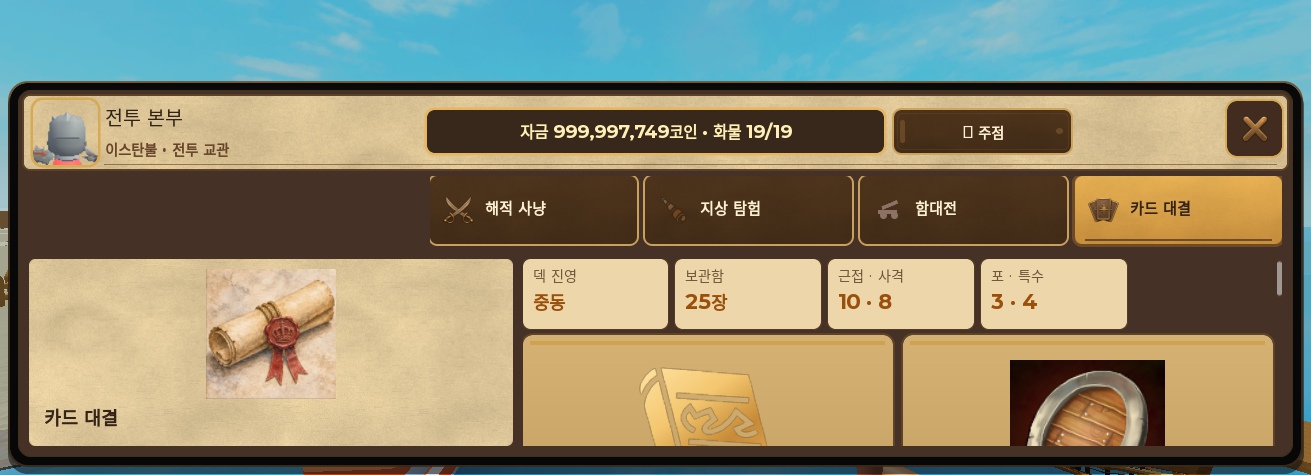 전투 본부
이스탄불 • 전투 교관
자금 999,997,749코인 • 화물 19/19
주점
해적 사냥
지상 탐험
함대전
카드 대결
카드 대결
덱 진영
중동
보관함
25장
근접 · 사격
10 · 8
포 · 특수
3 · 4